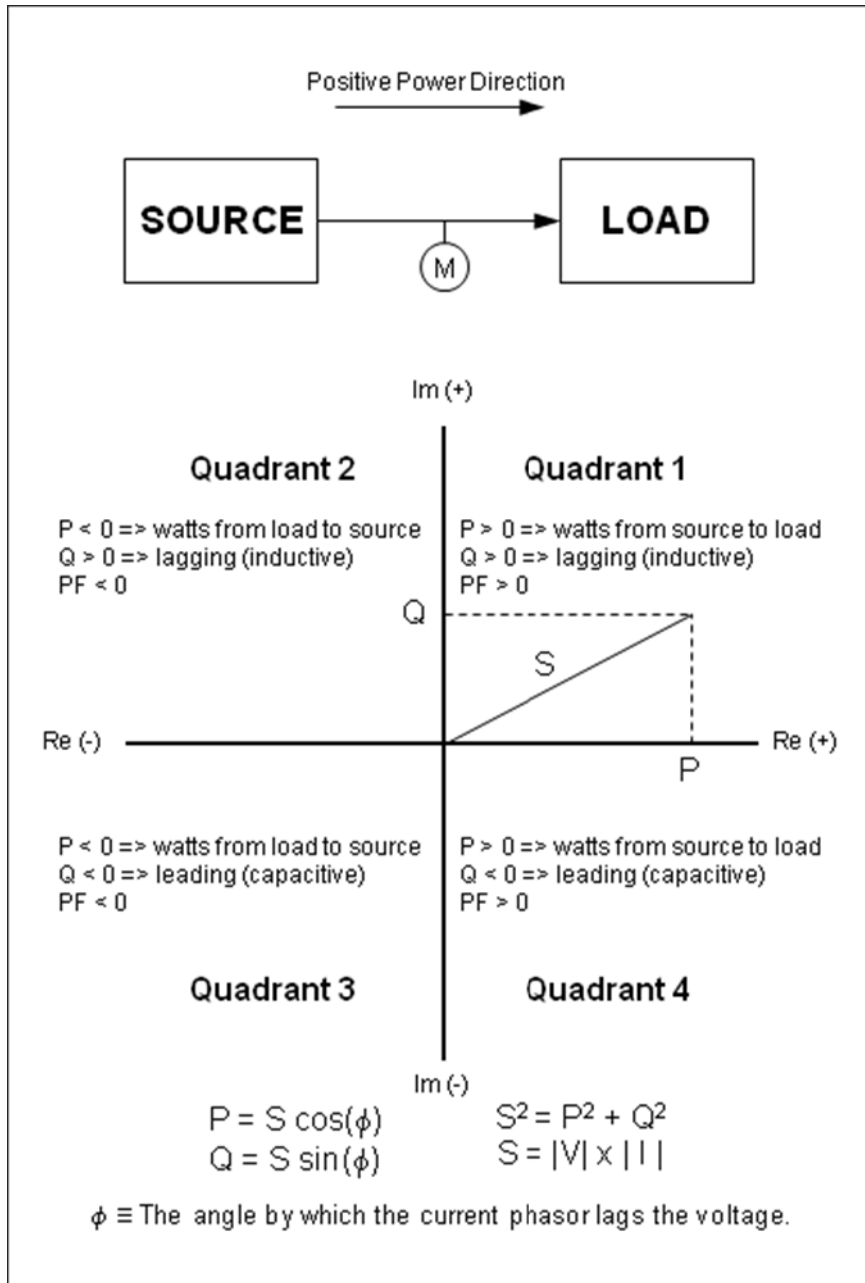 Positive Power Direction
SOURCE
LOAD
M
Im (+)
Quadrant 2
Quadrant 1
P < 0 => watts from load to source
Q > 0 => lagging (inductive)
PF < 0
P > 0 => watts from source to load
Q > 0 => lagging (inductive)
PF > 0
Q
S
Re (-)
Re (+)
P
P < 0 => watts from load to source
Q < 0 => leading (capacitive)
PF < 0
P > 0 => watts from source to load
Q < 0 => leading (capacitive)
PF > 0
Quadrant 3
Quadrant 4
Im (-)
P = S cos(ϕ)
Q = S sin(ϕ)
S² = P² + Q²
S = |V| x | I |
ϕ ≡ The angle by which the current phasor lags the voltage.